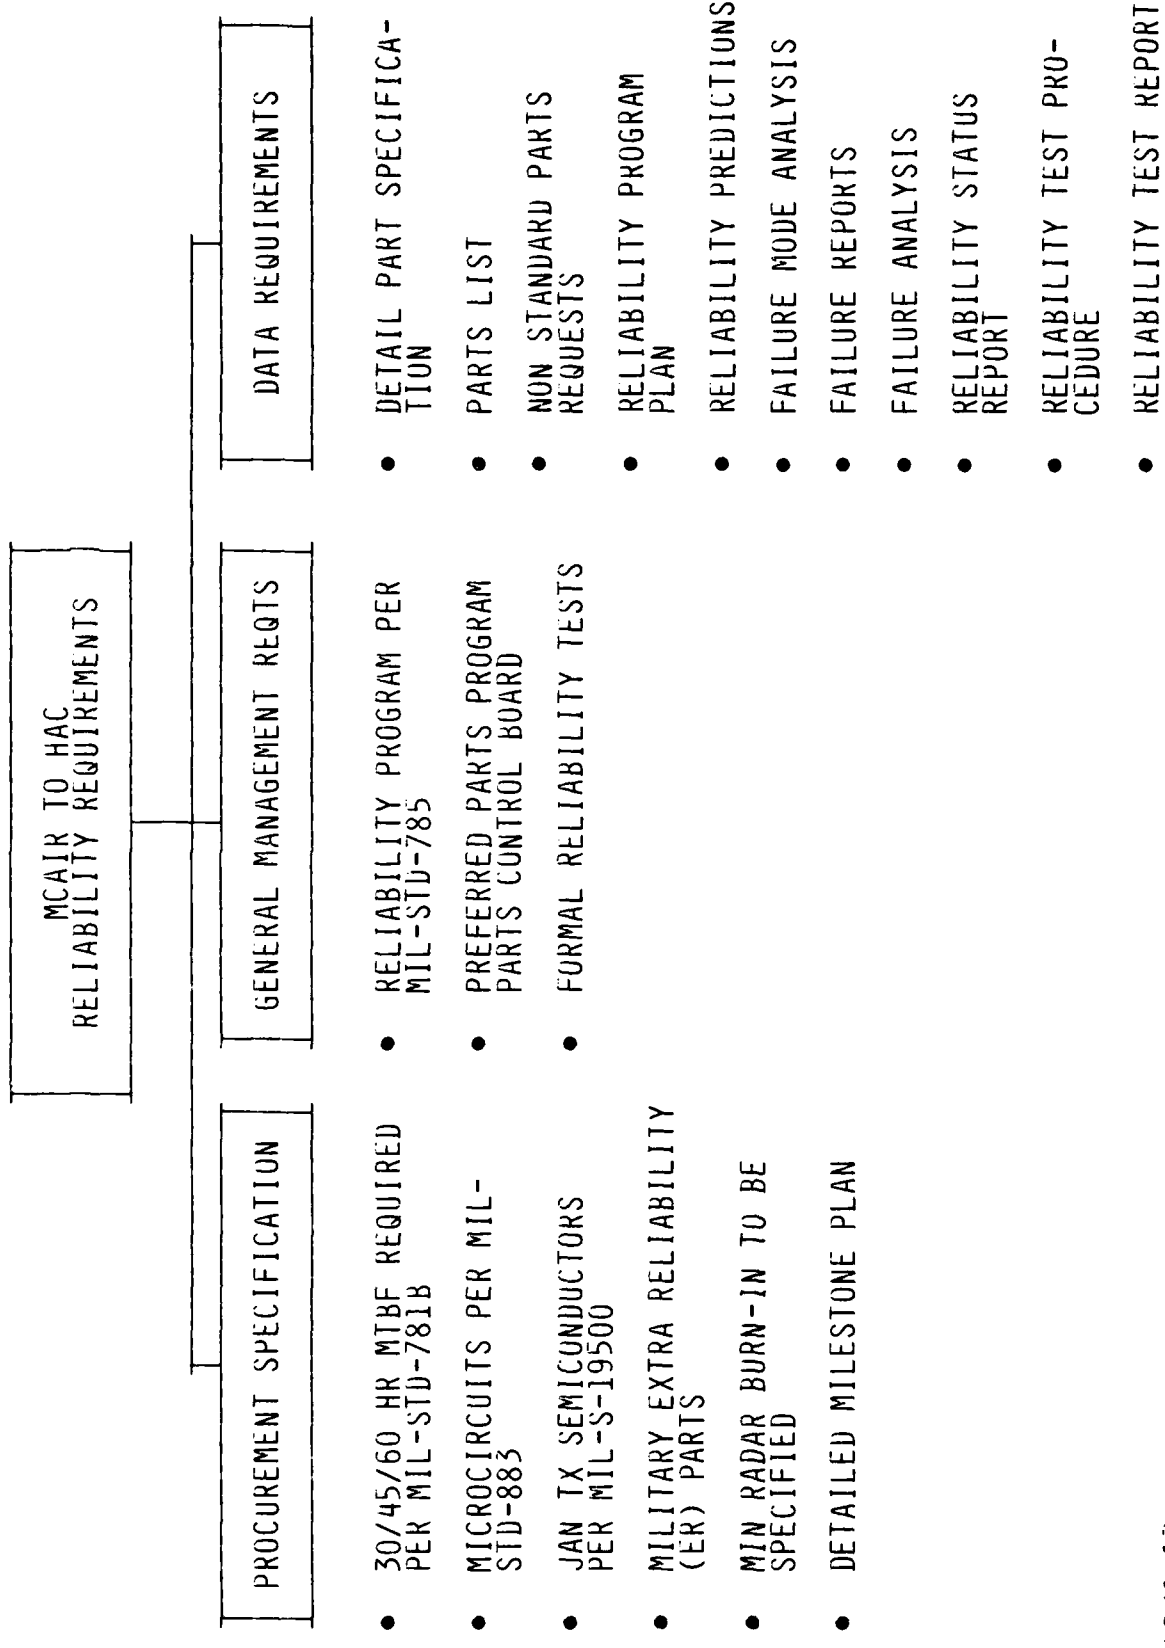 MCAIR TO HAC
RELIABILITY REQUIREMENTS
PROCUREMENT SPECIFICATION
● 30/45/60 HR MTBF REQUIRED
PER MIL-STD-781B
● MICROCIRCUITS PER MIL-
STD-883
● JAN TX SEMICONDUCTORS
PER MIL-S-19500
● MILITARY EXTRA RELIABILITY
(ER) PARTS
● MIN RADAR BURN-IN TO BE
SPECIFIED
● DETAILED MILESTONE PLAN
GENERAL MANAGEMENT REQTS
● RELIABILITY PROGRAM PER
MIL-STD-785
● PREFERRED PARTS PROGRAM
PARTS CONTROL BOARD
● FORMAL RELIABILITY TESTS
DATA REQUIREMENTS
● DETAIL PART SPECIFICA-
TION
● PARTS LIST
● NON STANDARD PARTS
REQUESTS
● RELIABILITY PROGRAM
PLAN
● RELIABILITY PREDICTIONS
● FAILURE MODE ANALYSIS
● FAILURE REPORTS
● FAILURE ANALYSIS
● RELIABILITY STATUS
REPORT
● RELIABILITY TEST PRO-
CEDURE
● RELIABILITY TEST REPORT